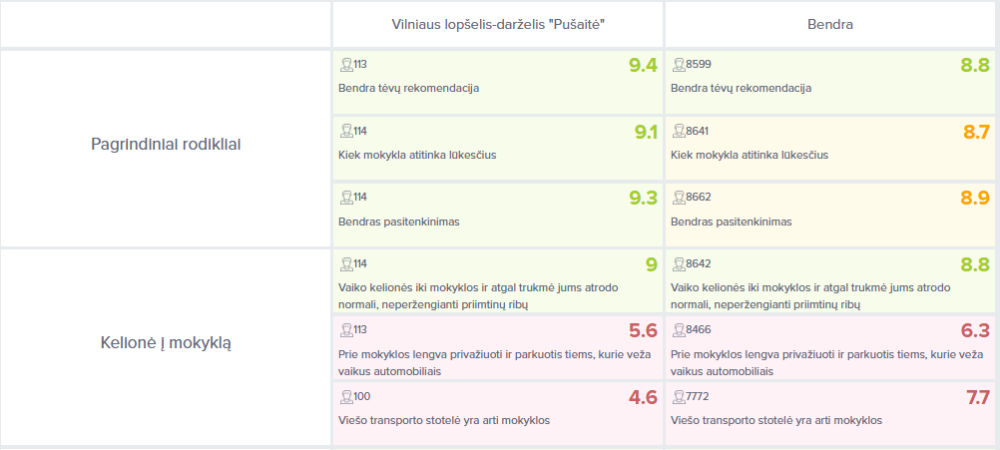 Vilniaus lopšelis-darželis "Pušaitė"
Bendra
Pagrindiniai rodikliai
113
9.4
Bendra tėvų rekomendacija
8599
8.8
Bendra tėvų rekomendacija
114
9.1
Kiek mokykla atitinka lūkesčius
8641
8.7
Kiek mokykla atitinka lūkesčius
114
9.3
Bendras pasitenkinimas
8662
8.9
Bendras pasitenkinimas
Kelionė į mokyklą
114
9
Vaiko kelionės iki mokyklos ir atgal trukmė jums atrodo
normali, neperžengianti priimtinų ribų
8642
8.8
Vaiko kelionės iki mokyklos ir atgal trukmė jums atrodo
normali, neperžengianti priimtinų ribų
113
5.6
Prie mokyklos lengva privažiuoti ir parkuotis tiems, kurie veža
vaikus automobiliais
8466
6.3
Prie mokyklos lengva privažiuoti ir parkuotis tiems, kurie veža
vaikus automobiliais
100
4.6
Viešo transporto stotelė yra arti mokyklos
7772
7.7
Viešo transporto stotelė yra arti mokyklos